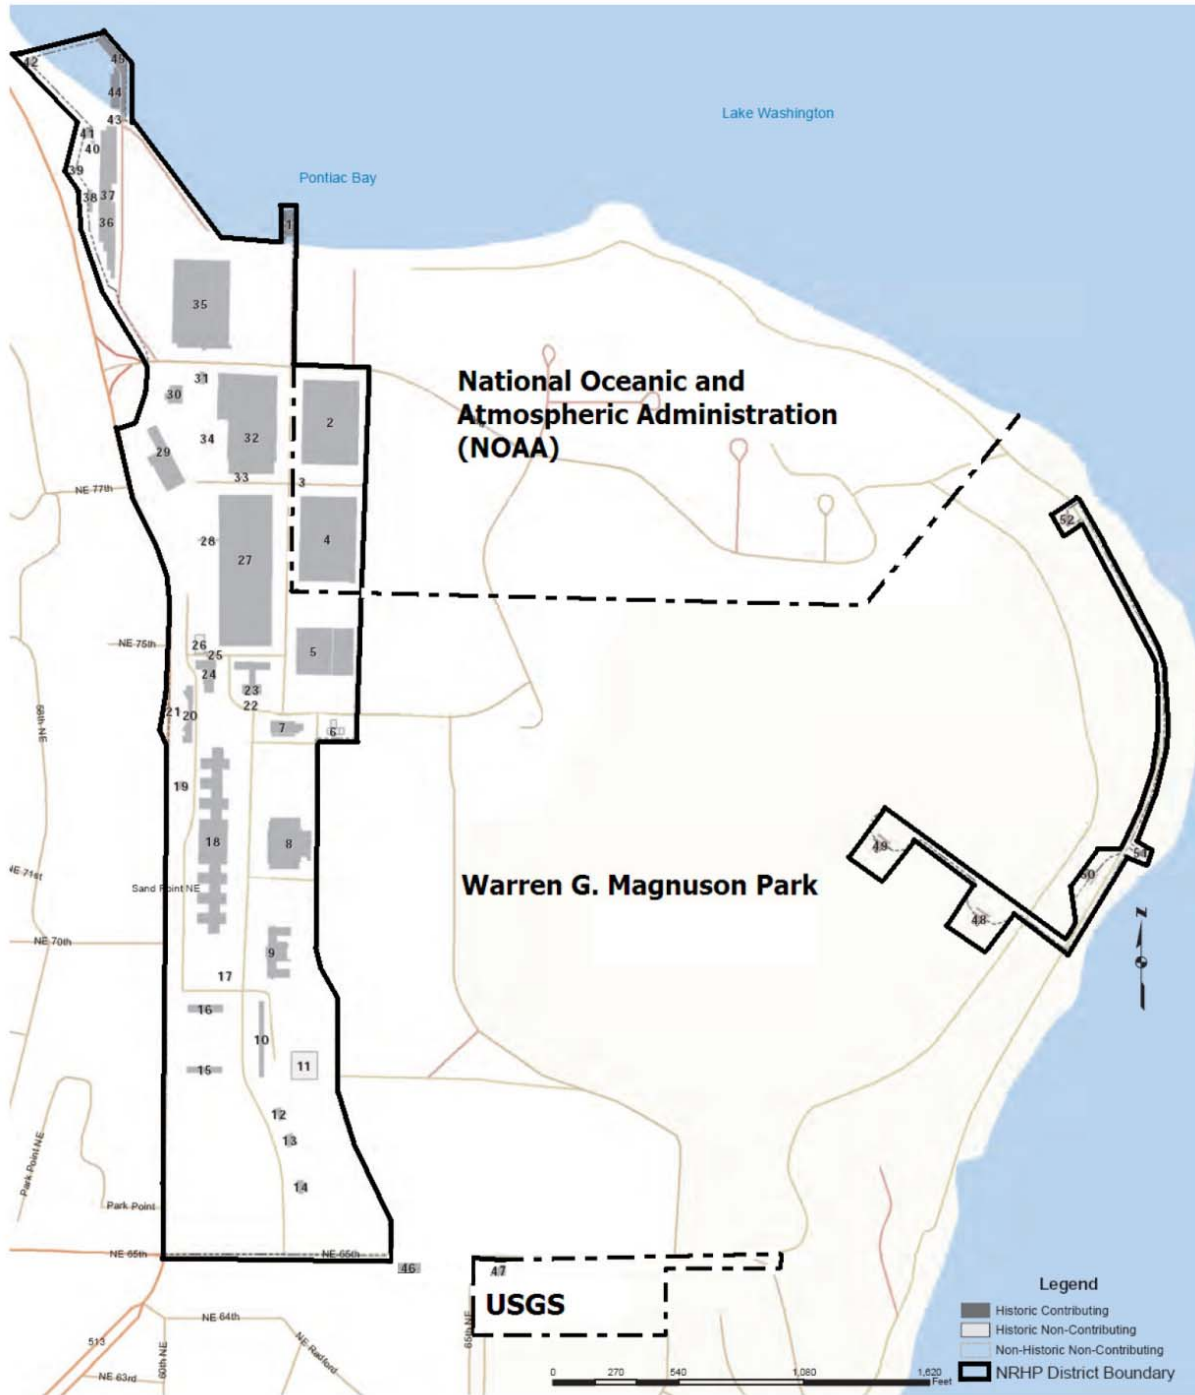 42
45
44
43
41
40
39
38
37
36
Lake Washington
Pontiac Bay
1
35
31
30
34
32
29
33
2
3
National Oceanic and
Atmospheric Administration
(NOAA)
NE 77th
28
27
4
52
NE 75th
26
25
24
23
22
5
58th NE
21
20
7
6
19
18
8
49
50
51
48
NE 71st
Sand Point NE
Warren G. Magnuson Park
N
NE 70th
9
17
16
10
15
11
12
13
14
Park Point NE
Park Point
NE 65th
NE 65th
46
47
USGS
65th NE
NE 64th
NE Radford
513
60th NE
NE 63rd
0 270 540 1,080 1,620
Feet
Legend
Historic Contributing
Historic Non-Contributing
Non-Historic Non-Contributing
NRHP District Boundary